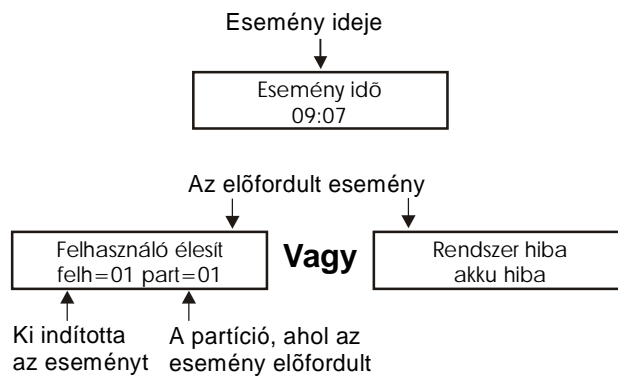 Esemény ideje
Esemény idõ
09:07
Az elõfordult esemény
Felhasználó élesít
felh=01 part=01
Vagy
Rendszer hiba
akku hiba
Ki indította
az eseményt
A partíció, ahol az
esemény elõfordult